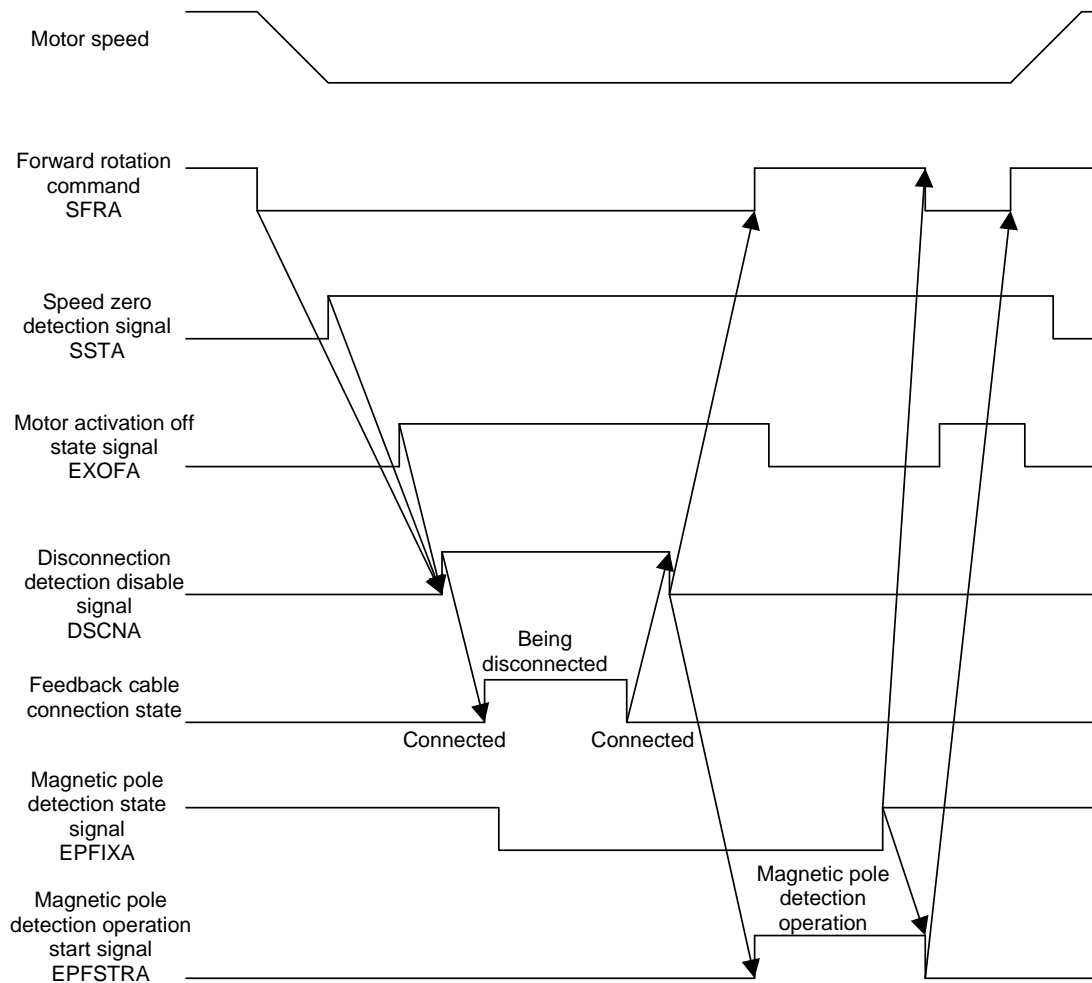 Motor speed
Forward rotation
command
SFRA
Speed zero
detection signal
SSTA
Motor activation off
state signal
EXOFA
Disconnection
detection disable
signal
DSCNA
Being
disconnected
Feedback cable
connection state
Connected
Connected
Magnetic pole
detection state
signal
EPFIXA
Magnetic pole
detection
operation
Magnetic pole
detection operation
start signal
EPFSTRA